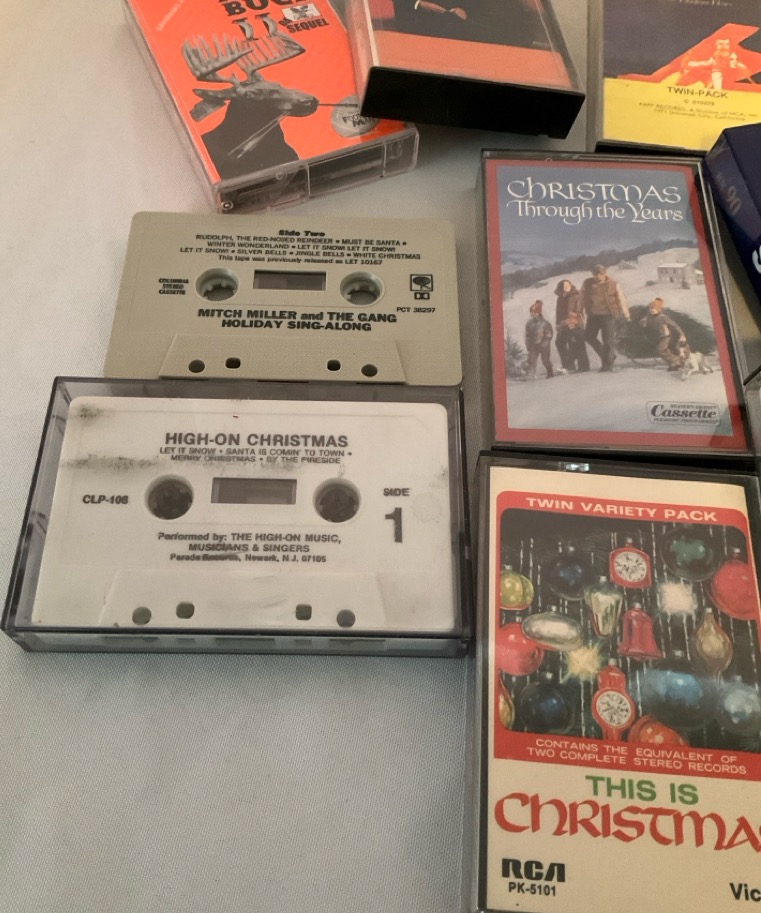 BUCK
II
SEQUEL
TWIN-PACK
90
Side Two
RUDOLPH, THE RED-NOSED REINDEER • MUST BE SANTA •
WINTER WONDERLAND • LET IT SNOW! LET IT SNOW!
LET IT SNOW! • SILVER BELLS • JINGLE BELLS • WHITE CHRISTMAS
This tape was previously released as LET 10167
COLUMBIA
STEREO
CASSETTE
PCT 38297
MITCH MILLER and THE GANG
HOLIDAY SING-ALONG
CHRISTMAS
Through the Years
Cassette
HIGH-ON CHRISTMAS
LET IT SNOW • SANTA IS COMIN' TO TOWN •
MERRY CHRISTMAS • BY THE FIRESIDE
CLP-106
SIDE
1
Performed by: THE HIGH-ON MUSIC,
MUSICIANS & SINGERS
Parade Records, Newark, N.J. 07105
TWIN VARIETY PACK
CONTAINS THE EQUIVALENT OF
TWO COMPLETE STEREO RECORDS
THIS IS
CHRISTMAS
RCA
PK-5101
Vic